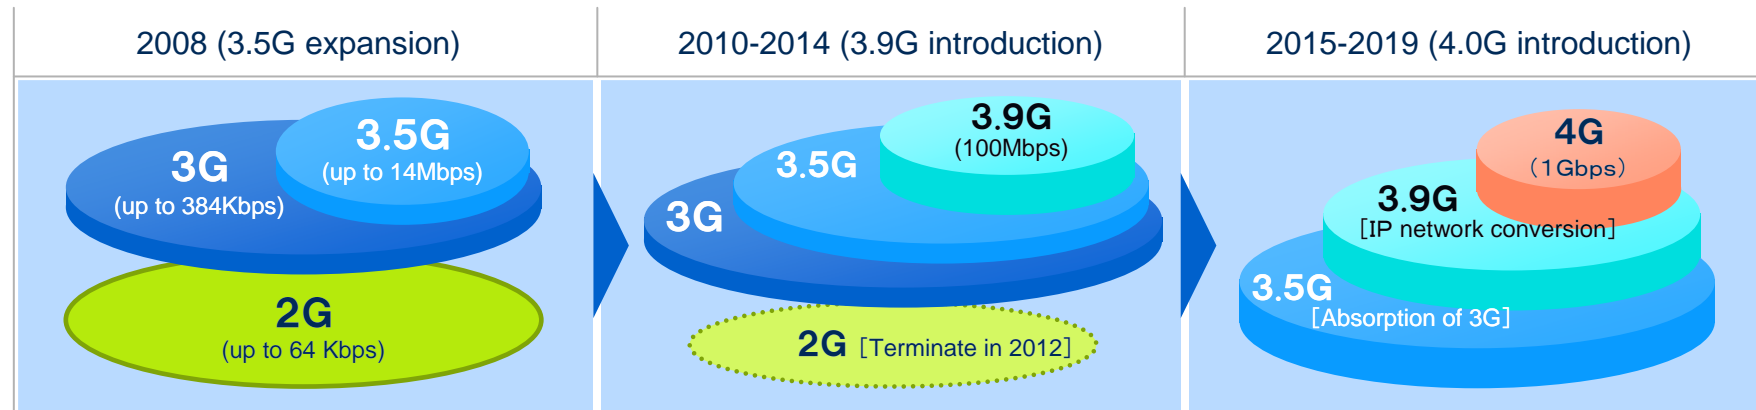 2008 (3.5G expansion)
2010-2014 (3.9G introduction)
2015-2019 (4.0G introduction)
3.5G
(up to 14Mbps)
3G
(up to 384Kbps)
2G
(up to 64 Kbps)
3.9G
(100Mbps)
3.5G
3G
2G [Terminate in 2012]
4G
(1Gbps)
3.9G
[IP network conversion]
3.5G
[Absorption of 3G]